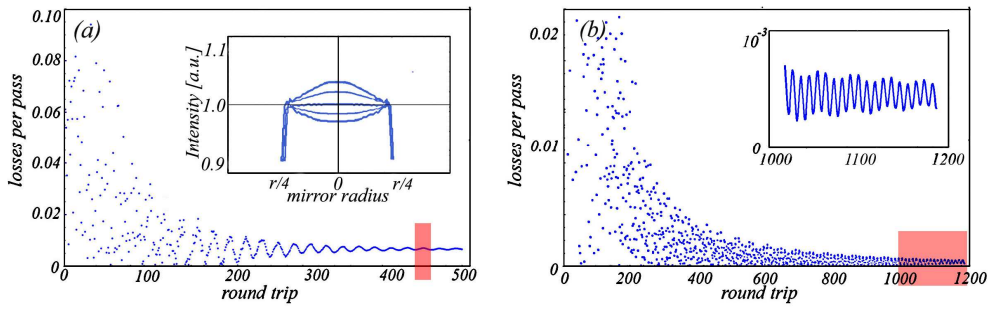 (a)
losses per pass
0.10
0.08
0.06
0.04
0.02
0
0 100 200 300 400 500
round trip
Intensity [a.u.]
1.1
1.0
0.9
r/4 0 r/4
mirror radius
(b)
losses per pass
0.02
0.01
0
0 200 400 600 800 1000 1200
round trip
10⁻³
0
1000 1100 1200